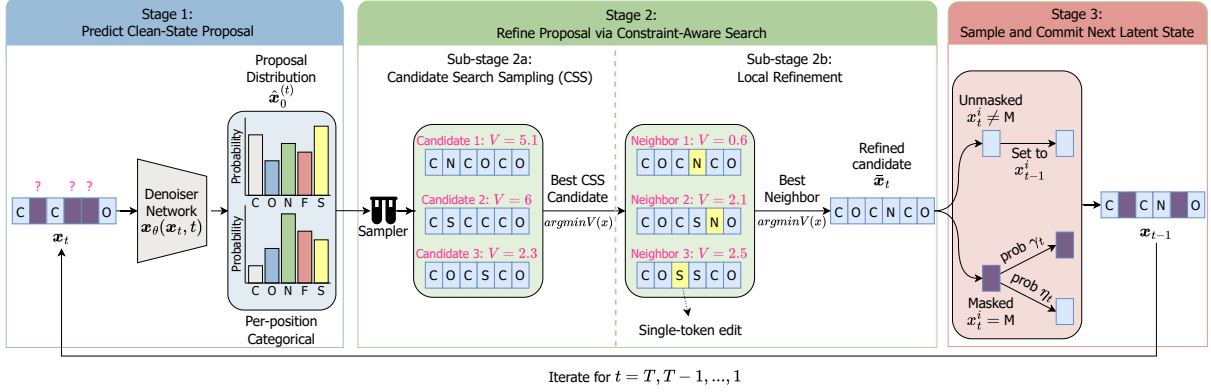 Stage 1:
Predict Clean-State Proposal
Proposal
Distribution
x̂₀⁽ᵗ⁾
Probability
C O N F S
Probability
C O N F S
Per-position
Categorical
? ? ?
C C O
xₜ
Denoiser
Network
x_θ(xₜ, t)
Stage 2:
Refine Proposal via Constraint-Aware Search
Sub-stage 2a:
Candidate Search Sampling (CSS)
Sampler
Candidate 1: V = 5.1
C N C O C O
Candidate 2: V = 6
C S C C C O
Candidate 3: V = 2.3
C O C S C O
Best CSS
Candidate
argminV(x)
Sub-stage 2b:
Local Refinement
Neighbor 1: V = 0.6
C O C N C O
Neighbor 2: V = 2.1
C O C S N O
Neighbor 3: V = 2.5
C O S S C O
Single-token edit
Best
Neighbor
argminV(x)
Refined
candidate
x̄ₜ
C O C N C O
Stage 3:
Sample and Commit Next Latent State
Unmasked
xₜⁱ ≠ M
Set to
xₜ₋₁ⁱ
prob γₜ
prob ηₜ
Masked
xₜⁱ = M
C C N O
xₜ₋₁
Iterate for t = T, T − 1, ..., 1